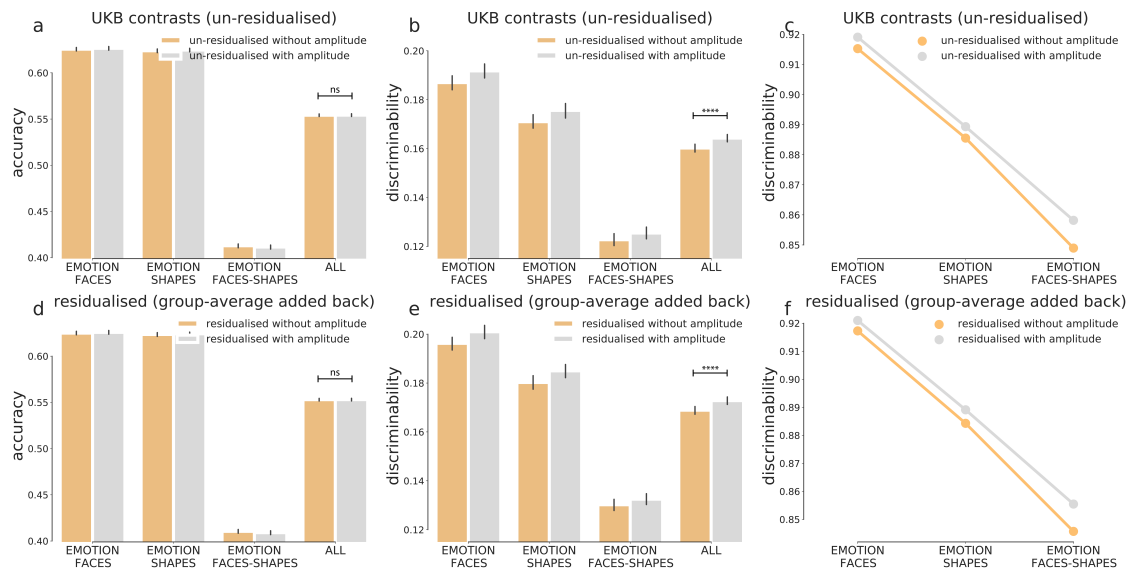 a
UKB contrasts (un-residualised)
un-residualised without amplitude
un-residualised with amplitude
accuracy
0.60
0.55
0.50
0.45
0.40
ns
EMOTION FACES
EMOTION SHAPES
EMOTION FACES-SHAPES
ALL
b
UKB contrasts (un-residualised)
un-residualised without amplitude
un-residualised with amplitude
discriminability
0.20
0.18
0.16
0.14
0.12
****
EMOTION FACES
EMOTION SHAPES
EMOTION FACES-SHAPES
ALL
c
UKB contrasts (un-residualised)
un-residualised without amplitude
un-residualised with amplitude
discriminability
0.92
0.91
0.90
0.89
0.88
0.87
0.86
0.85
EMOTION FACES
EMOTION SHAPES
EMOTION FACES-SHAPES
d
residualised (group-average added back)
residualised without amplitude
residualised with amplitude
accuracy
0.60
0.55
0.50
0.45
0.40
ns
EMOTION FACES
EMOTION SHAPES
EMOTION FACES-SHAPES
ALL
e
residualised (group-average added back)
residualised without amplitude
residualised with amplitude
discriminability
0.20
0.18
0.16
0.14
0.12
****
EMOTION FACES
EMOTION SHAPES
EMOTION FACES-SHAPES
ALL
f
residualised (group-average added back)
residualised without amplitude
residualised with amplitude
discriminability
0.92
0.91
0.90
0.89
0.88
0.87
0.86
0.85
EMOTION FACES
EMOTION SHAPES
EMOTION FACES-SHAPES